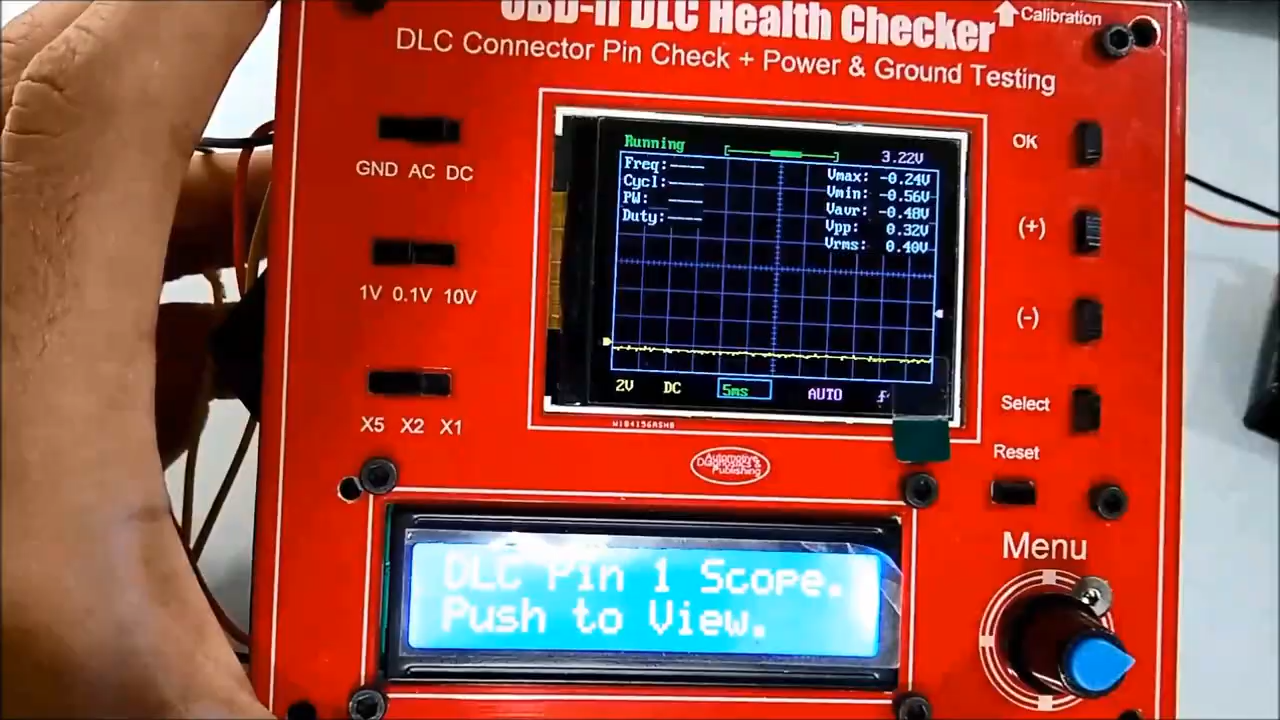 OBD-II DLC Health Checker
Calibration
DLC Connector Pin Check + Power & Ground Testing
GND AC DC
1V 0.1V 10V
X5 X2 X1
Running
3.22V
Freq:
Cycl:
PW:
Duty:
Vmax: -0.24V
Vmin: -0.56V
Vavr: -0.48V
Vpp: 0.32V
Vrms: 0.40V
2V DC 5ms AUTO
OK
(+)
(-)
Select
Reset
Automotive
Diagnostics &
Publishing
Menu
DLC Pin 1 Scope.
Push to View.